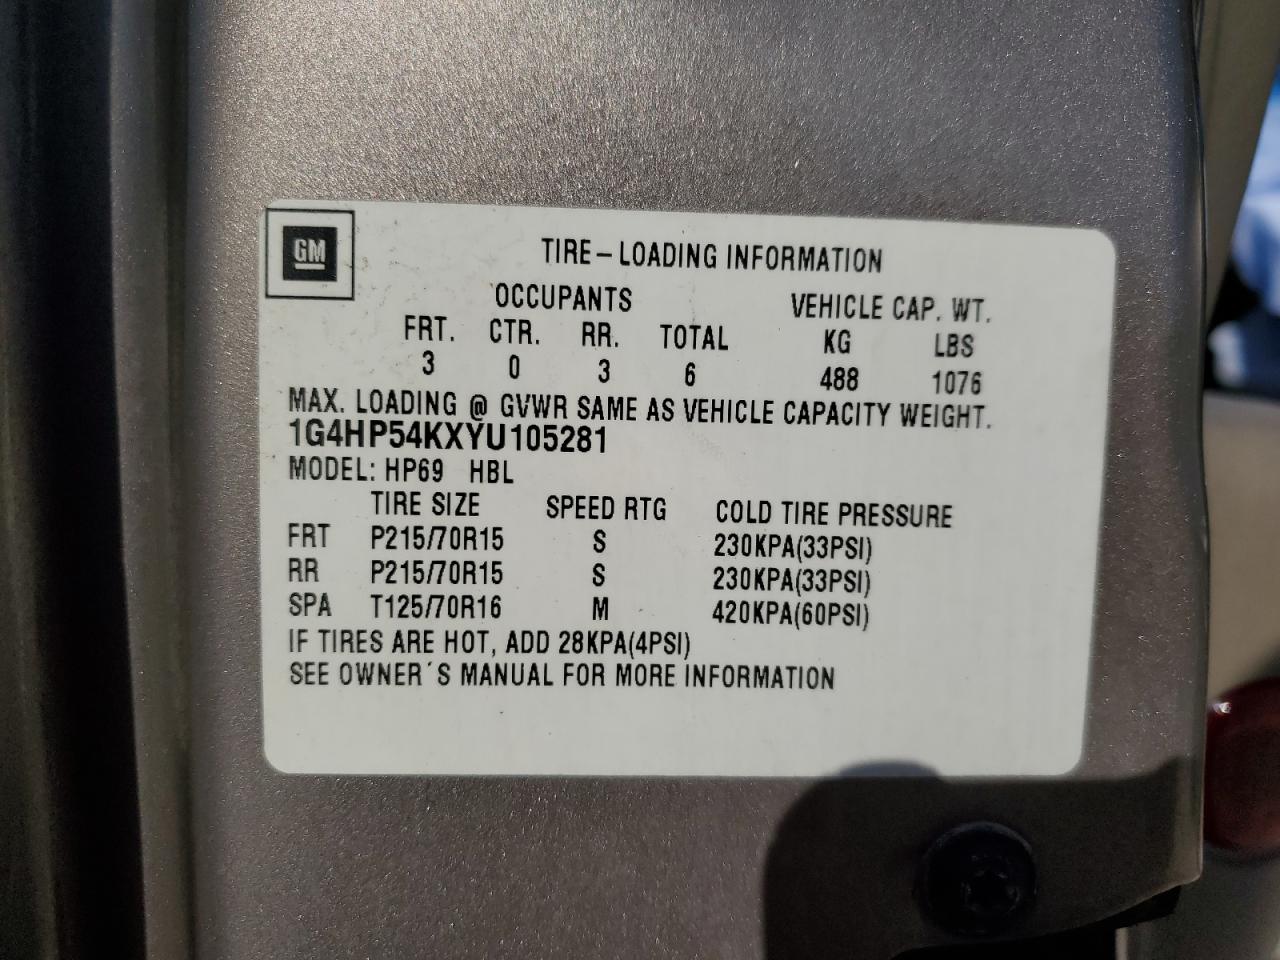 GM
TIRE-LOADING INFORMATION
OCCUPANTS VEHICLE CAP. WT.
FRT. CTR. RR. TOTAL KG LBS
3 0 3 6 488 1076
MAX. LOADING @ GVWR SAME AS VEHICLE CAPACITY WEIGHT.
1G4HP54KXYU105281
MODEL: HP69 HBL
TIRE SIZE SPEED RTG COLD TIRE PRESSURE
FRT P215/70R15 S 230KPA(33PSI)
RR P215/70R15 S 230KPA(33PSI)
SPA T125/70R16 M 420KPA(60PSI)
IF TIRES ARE HOT, ADD 28KPA(4PSI)
SEE OWNER´S MANUAL FOR MORE INFORMATION